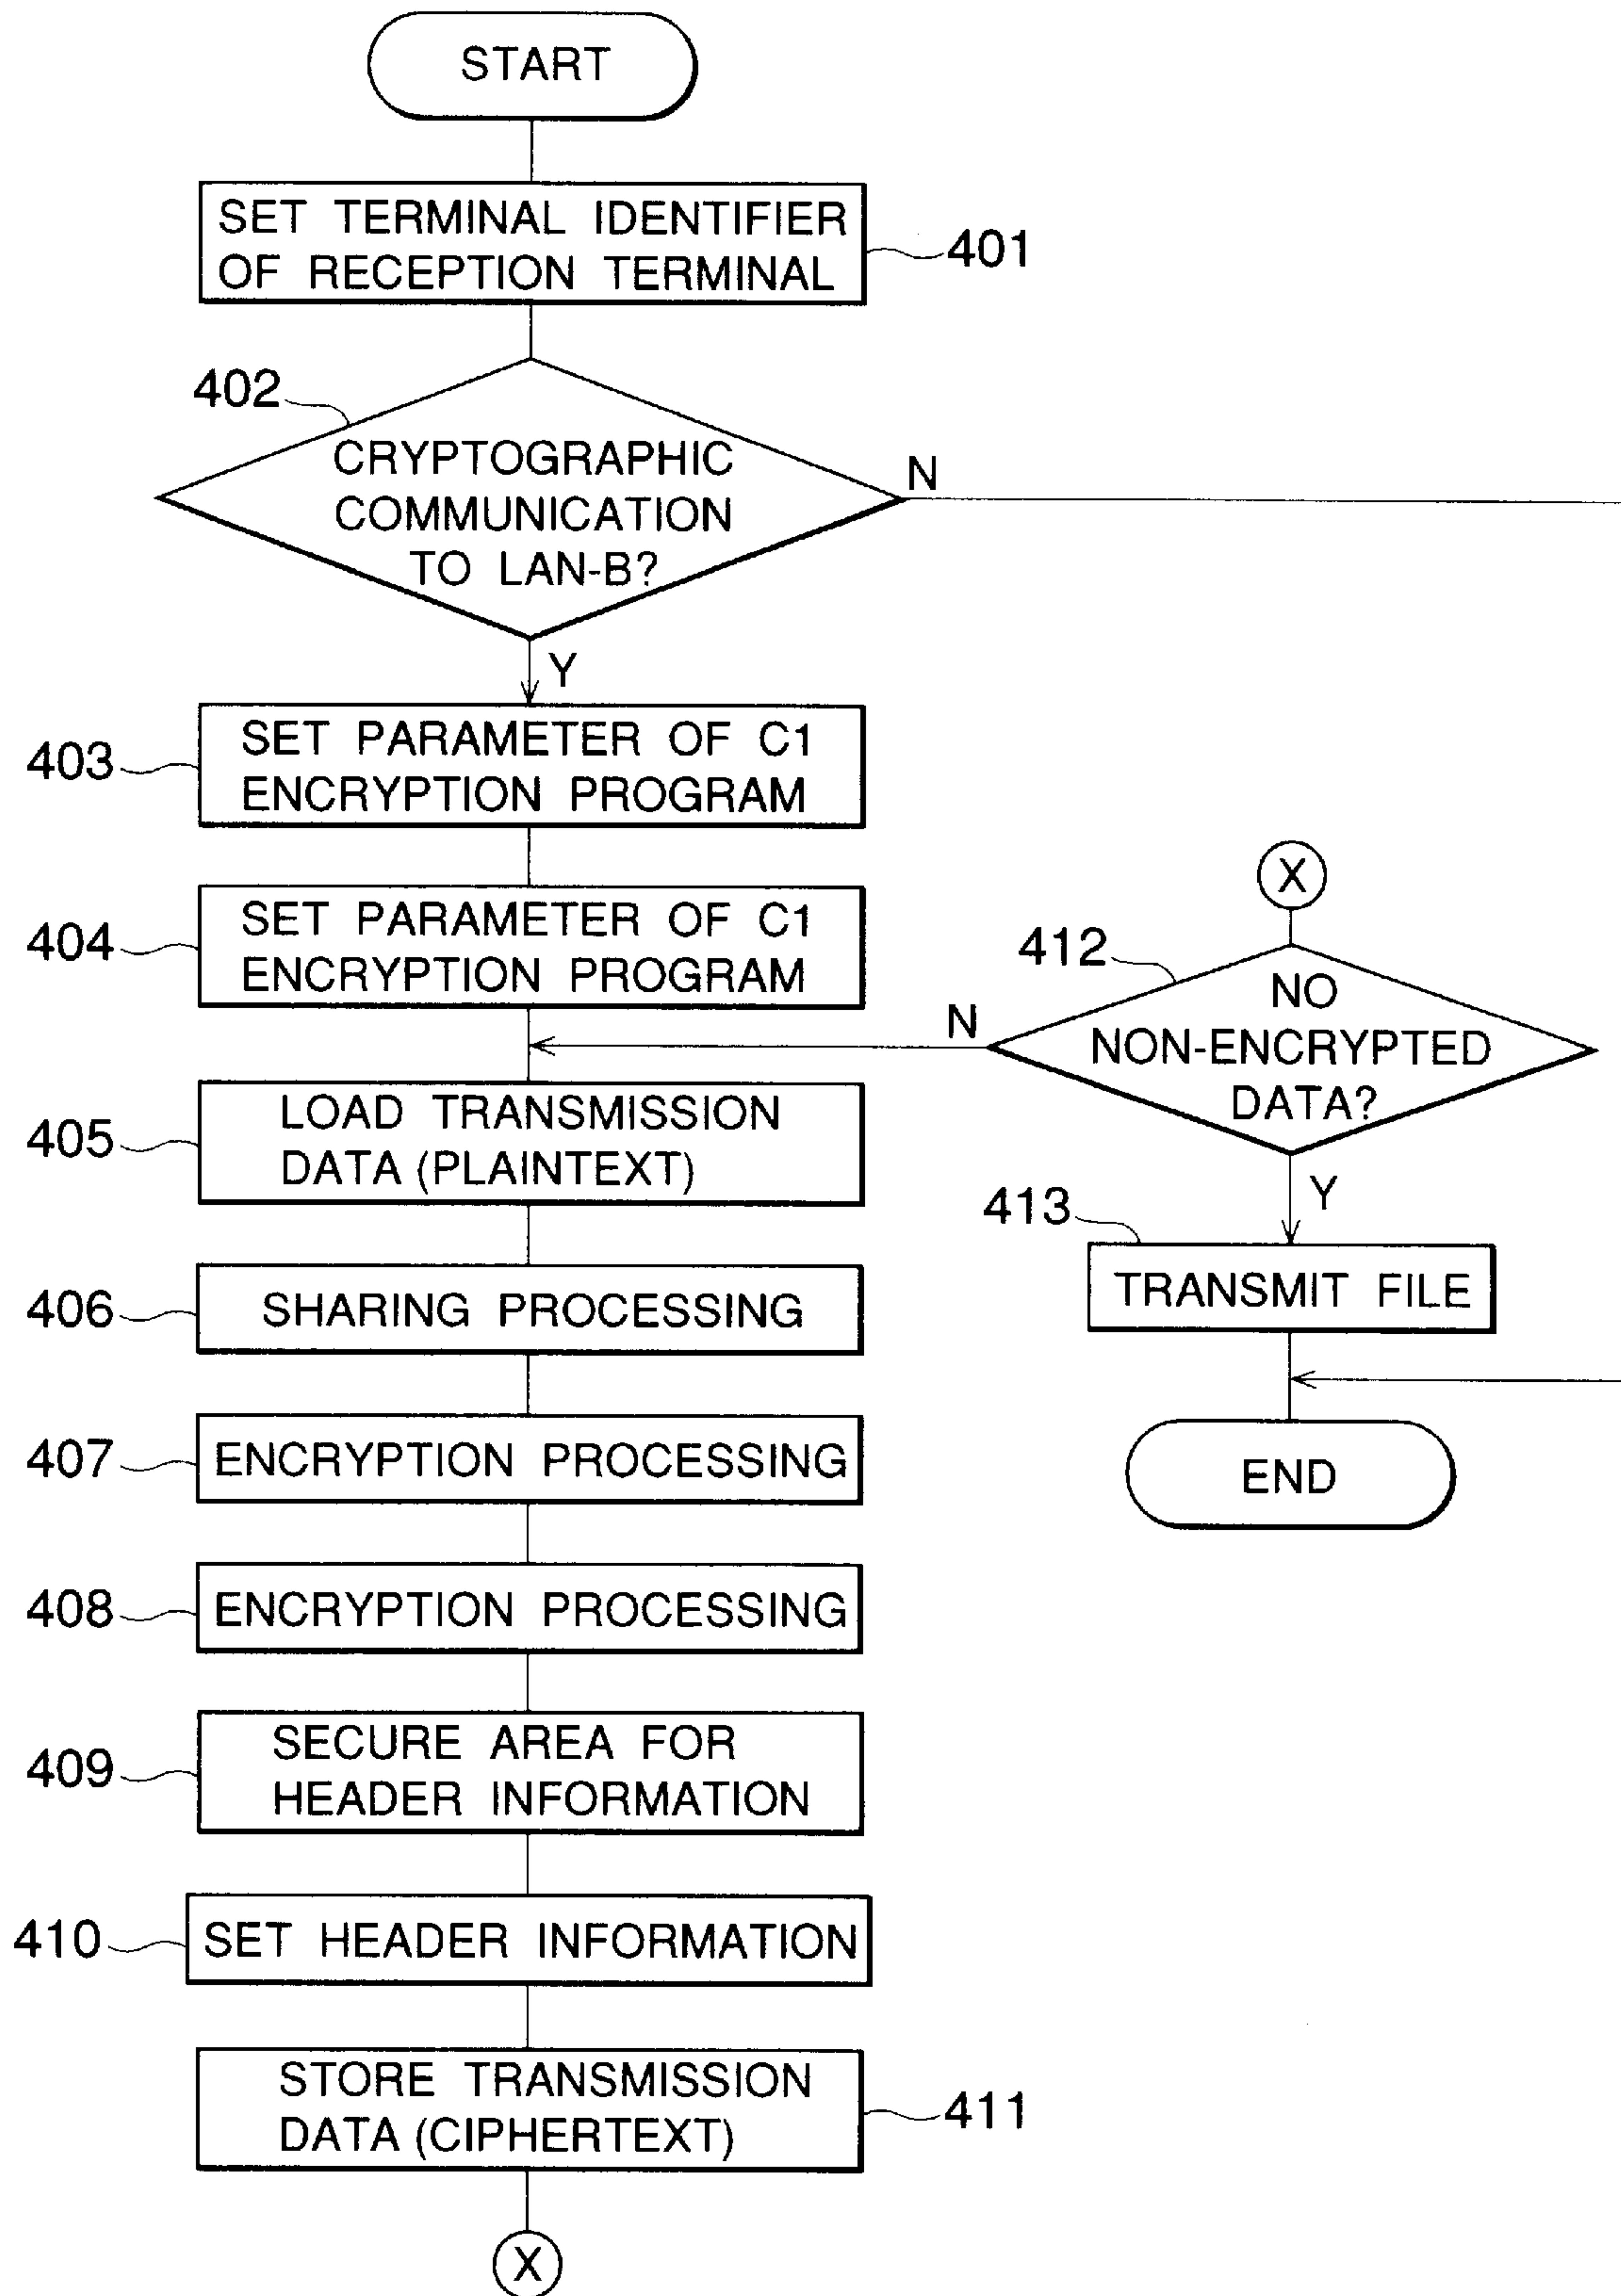 START
SET TERMINAL IDENTIFIER
OF RECEPTION TERMINAL
401
402
CRYPTOGRAPHIC
COMMUNICATION
TO LAN-B?
N
Y
403
SET PARAMETER OF C1
ENCRYPTION PROGRAM
404
SET PARAMETER OF C1
ENCRYPTION PROGRAM
405
LOAD TRANSMISSION
DATA (PLAINTEXT)
406
SHARING PROCESSING
407
ENCRYPTION PROCESSING
408
ENCRYPTION PROCESSING
409
SECURE AREA FOR
HEADER INFORMATION
410
SET HEADER INFORMATION
STORE TRANSMISSION
DATA (CIPHERTEXT)
411
X
X
412
NO
NON-ENCRYPTED
DATA?
N
Y
413
TRANSMIT FILE
END